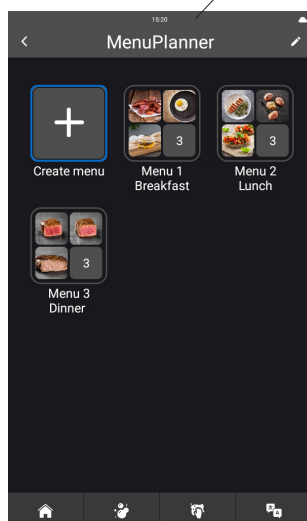 15:20
MenuPlanner
Create menu
3
Menu 1
Breakfast
3
Menu 2
Lunch
3
Menu 3
Dinner